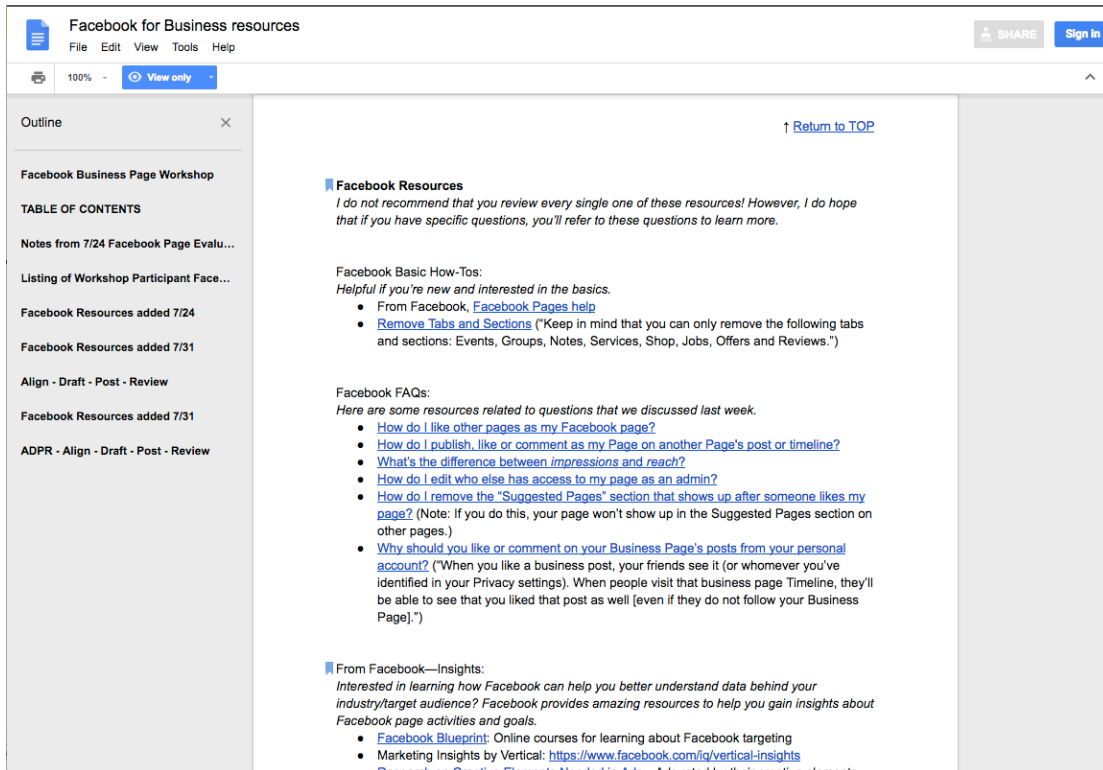 Facebook for Business resources
File Edit View Tools Help
SHARE
Sign in
100%
View only
Outline
Facebook Business Page Workshop
TABLE OF CONTENTS
Notes from 7/24 Facebook Page Evalu...
Listing of Workshop Participant Face...
Facebook Resources added 7/24
Facebook Resources added 7/31
Align - Draft - Post - Review
Facebook Resources added 7/31
ADPR - Align - Draft - Post - Review
↑ Return to TOP
Facebook Resources
I do not recommend that you review every single one of these resources! However, I do hope
that if you have specific questions, you'll refer to these questions to learn more.
Facebook Basic How-Tos:
Helpful if you're new and interested in the basics.
● From Facebook, Facebook Pages help
● Remove Tabs and Sections ("Keep in mind that you can only remove the following tabs
and sections: Events, Groups, Notes, Services, Shop, Jobs, Offers and Reviews.")
Facebook FAQs:
Here are some resources related to questions that we discussed last week.
● How do I like other pages as my Facebook page?
● How do I publish, like or comment as my Page on another Page's post or timeline?
● What's the difference between impressions and reach?
● How do I edit who else has access to my page as an admin?
● How do I remove the "Suggested Pages" section that shows up after someone likes my
page? (Note: If you do this, your page won't show up in the Suggested Pages section on
other pages.)
● Why should you like or comment on your Business Page's posts from your personal
account? ("When you like a business post, your friends see it (or whomever you've
identified in your Privacy settings). When people visit that business page Timeline, they'll
be able to see that you liked that post as well [even if they do not follow your Business
Page].")
From Facebook—Insights:
Interested in learning how Facebook can help you better understand data behind your
industry/target audience? Facebook provides amazing resources to help you gain insights about
Facebook page activities and goals.
● Facebook Blueprint: Online courses for learning about Facebook targeting
● Marketing Insights by Vertical: https://www.facebook.com/iq/vertical-insights